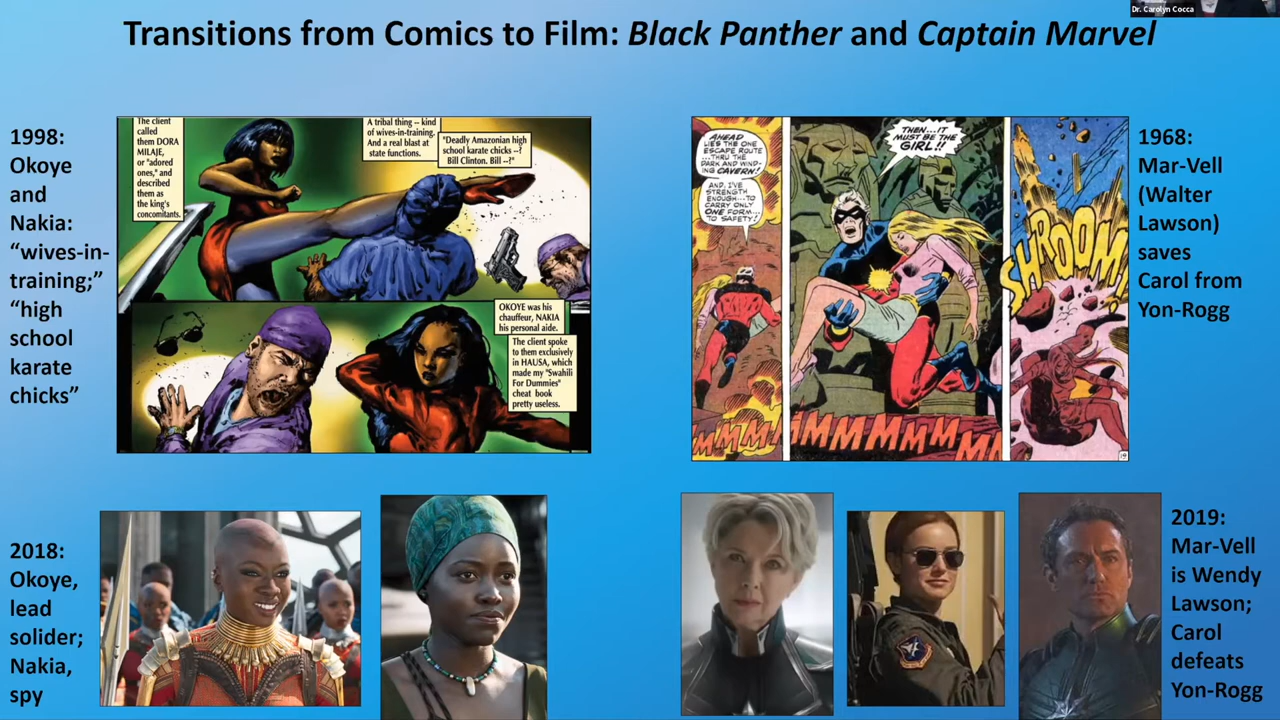 Dr. Carolyn Cocca
Transitions from Comics to Film: Black Panther and Captain Marvel
1998:
Okoye
and
Nakia:
“wives-in-
training;”
“high
school
karate
chicks”
The client
called
them DORA
MILAJE,
or "adored
ones," and
described
them as
the king's
concomitants.
A tribal thing -- kind
of wives-in-training.
And a real blast at
state functions.
"Deadly Amazonian high
school karate chicks --?
Bill Clinton. Bill --!"
OKOYE was his
chauffeur, NAKIA
his personal aide.
The client spoke
to them exclusively
in HAUSA, which
made my "Swahili
For Dummies"
cheat book
pretty useless.
AHEAD
LIES THE ONE
ESCAPE ROUTE
...THRU THE
DARK AND WIND-
ING CAVERN!
AND, I'VE
STRENGTH
ENOUGH...TO
CARRY ONLY
ONE FORM...
TO SAFETY!
THEN...IT
MUST BE THE
GIRL!!
SHROOM!
MMMM
MMMMMMM
1968:
Mar-Vell
(Walter
Lawson)
saves
Carol from
Yon-Rogg
2018:
Okoye,
lead
solider;
Nakia,
spy
2019:
Mar-Vell
is Wendy
Lawson;
Carol
defeats
Yon-Rogg